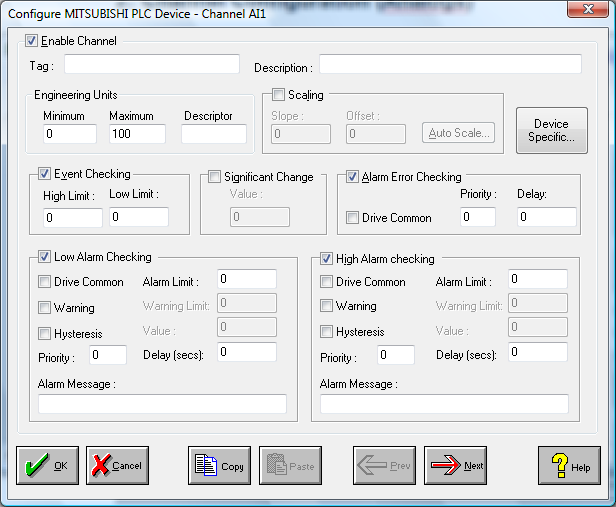 Configure MITSUBISHI PLC Device - Channel AI1
Enable Channel
Tag : Description :
Engineering Units
Minimum Maximum Descriptor
0 100
Scaling
Slope : Offset :
0 0 Auto Scale...
Device Specific...
Event Checking
High Limit : Low Limit :
0 0
Significant Change
Value :
0
Alarm Error Checking
Priority : Delay:
Drive Common 0 0
Low Alarm Checking
Drive Common Alarm Limit : 0
Warning Warning Limit: 0
Hysteresis Value : 0
Priority : 0 Delay (secs): 0
Alarm Message :
High Alarm checking
Drive Common Alarm Limit : 0
Warning Warning Limit: 0
Hysteresis Value : 0
Priority : 0 Delay (secs): 0
Alarm Message :
OK Cancel Copy Paste Prev Next Help